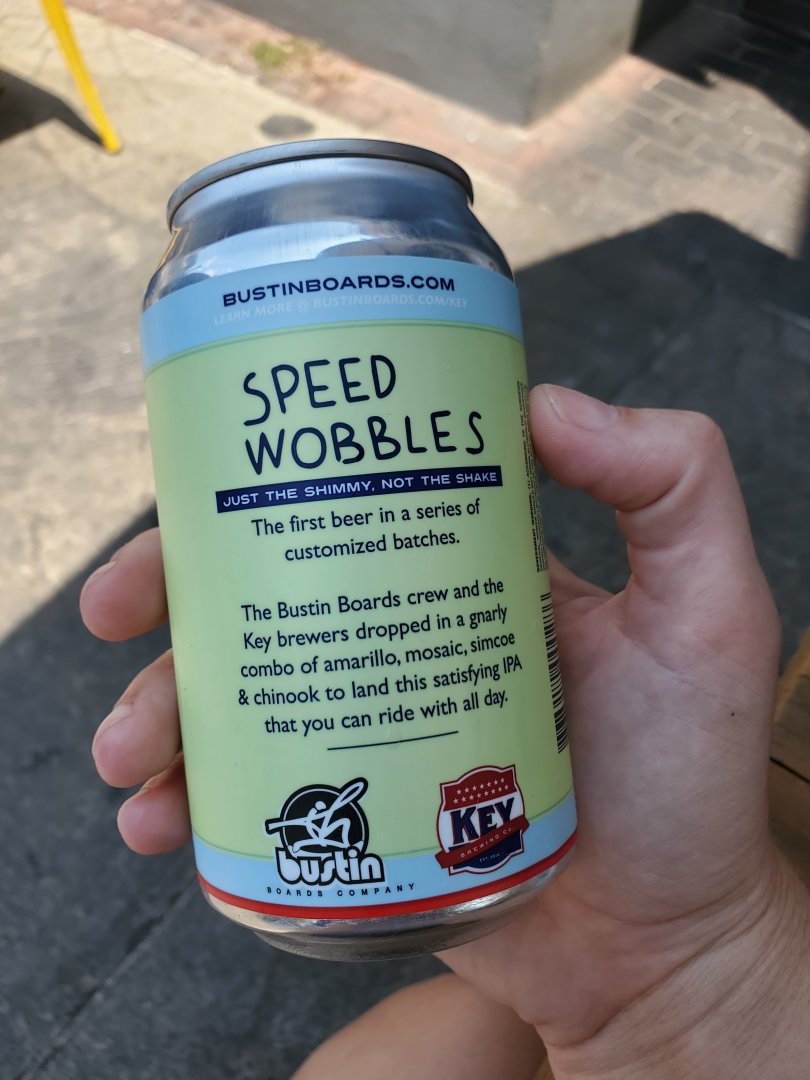 BUSTINBOARDS.COM
LEARN MORE @ BUSTINBOARDS.COM/KEY
SPEED
WOBBLES
JUST THE SHIMMY, NOT THE SHAKE
The first beer in a series of
customized batches.
The Bustin Boards crew and the
Key brewers dropped in a gnarly
combo of amarillo, mosaic, simcoe
& chinook to land this satisfying IPA
that you can ride with all day.
bustin
BOARDS COMPANY
KEY
BREWING CO.